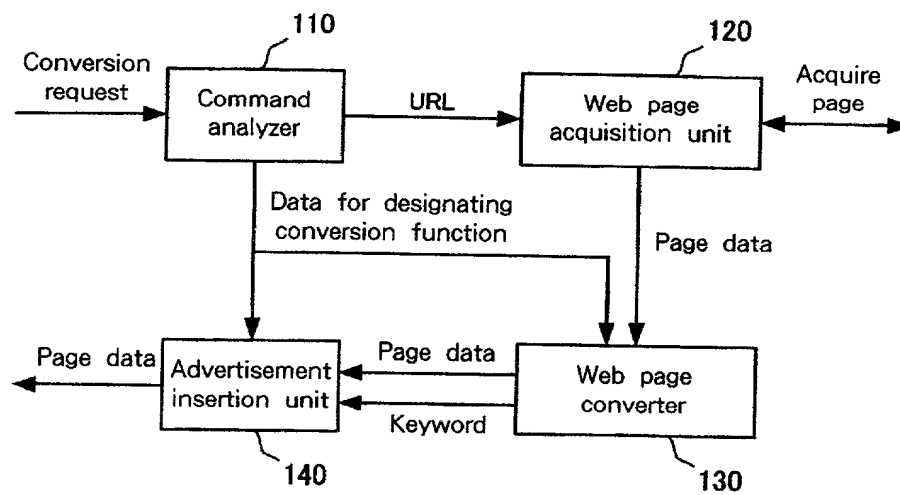 110
120
Conversion
request
Command
analyzer
URL
Web page
acquisition unit
Acquire
page
Data for designating
conversion function
Page data
Page data
Advertisement
insertion unit
Page data
Keyword
Web page
converter
140
130